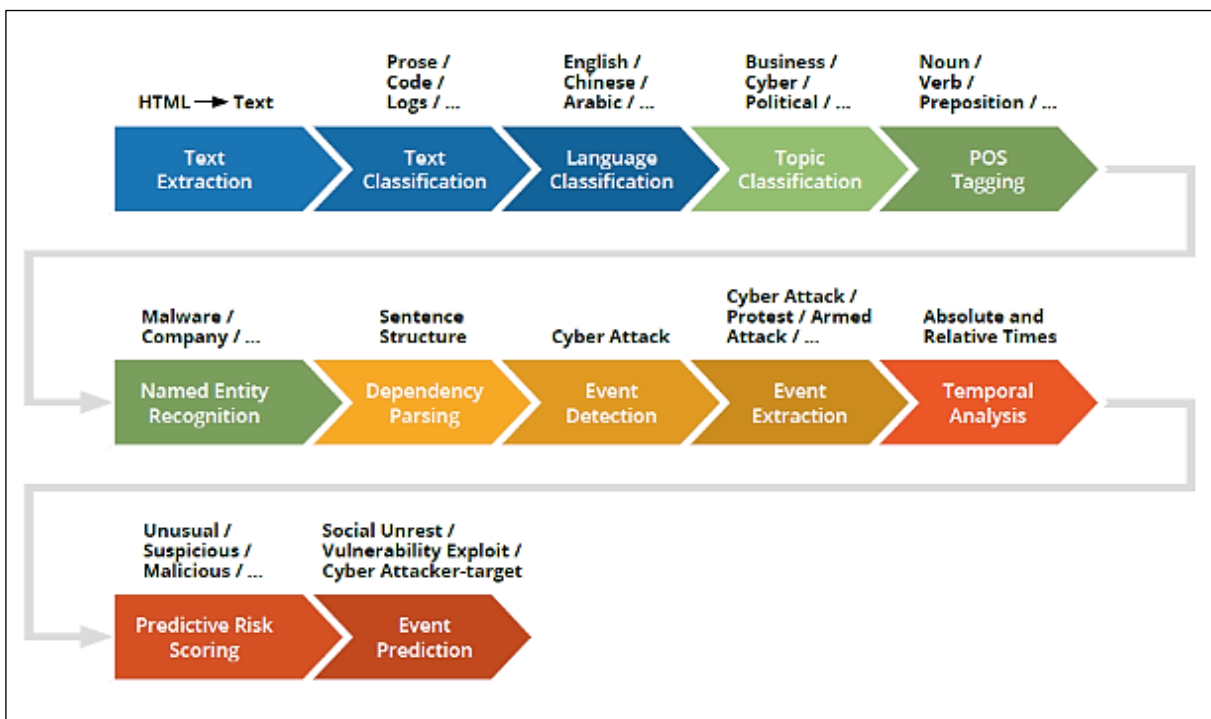 HTML → Text
Prose /
Code /
Logs / ...
English /
Chinese /
Arabic / ...
Business /
Cyber /
Political / ...
Noun /
Verb /
Preposition / ...
Text
Extraction
Text
Classification
Language
Classification
Topic
Classification
POS
Tagging
Malware /
Company / ...
Sentence
Structure
Cyber Attack
Cyber Attack /
Protest / Armed
Attack / ...
Absolute and
Relative Times
Named Entity
Recognition
Dependency
Parsing
Event
Detection
Event
Extraction
Temporal
Analysis
Unusual /
Suspicious /
Malicious / ...
Social Unrest /
Vulnerability Exploit /
Cyber Attacker-target
Predictive Risk
Scoring
Event
Prediction